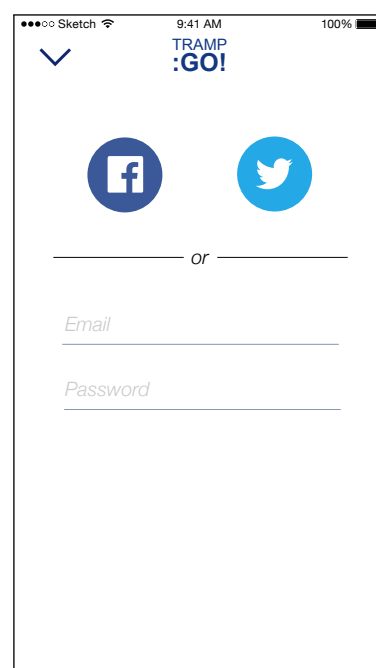 Sketch 9:41 AM 100%
TRAMP
:GO!
or
Email
Password